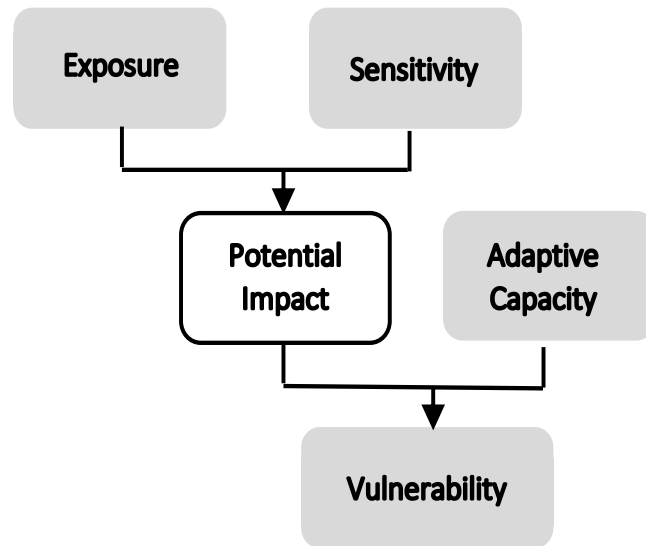 Exposure
Sensitivity
Potential
Impact
Adaptive
Capacity
Vulnerability